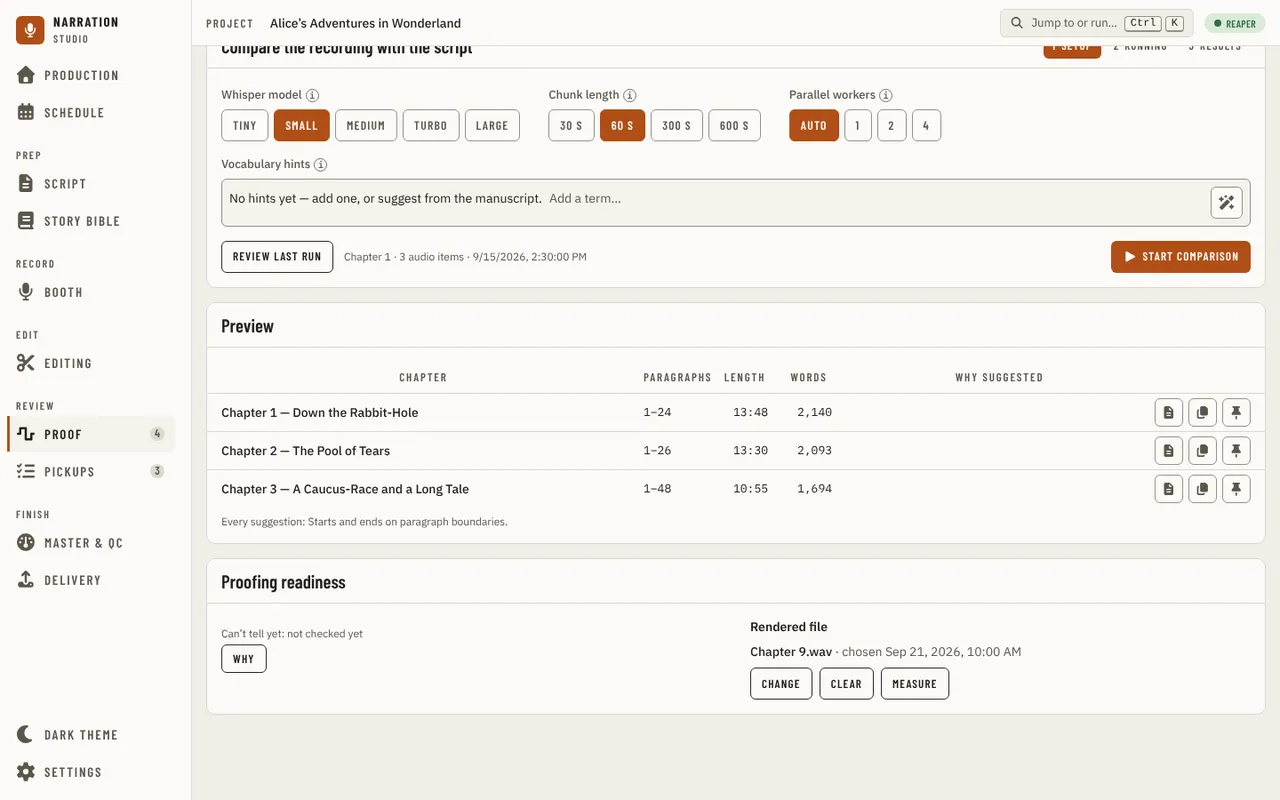 NARRATION
STUDIO
PRODUCTION
SCHEDULE
PREP
SCRIPT
STORY BIBLE
RECORD
BOOTH
EDIT
EDITING
REVIEW
PROOF 4
PICKUPS 3
FINISH
MASTER & QC
DELIVERY
DARK THEME
SETTINGS
PROJECT Alice's Adventures in Wonderland
Jump to or run... Ctrl K
REAPER
Compare the recording with the script
1 SETUP 2 RUNNING 3 RESULTS
Whisper model Chunk length Parallel workers
TINY SMALL MEDIUM TURBO LARGE 30 S 60 S 300 S 600 S AUTO 1 2 4
Vocabulary hints
No hints yet — add one, or suggest from the manuscript. Add a term...
REVIEW LAST RUN Chapter 1 · 3 audio items · 9/15/2026, 2:30:00 PM START COMPARISON
Preview
CHAPTER PARAGRAPHS LENGTH WORDS WHY SUGGESTED
Chapter 1 — Down the Rabbit-Hole 1–24 13:48 2,140
Chapter 2 — The Pool of Tears 1–26 13:30 2,093
Chapter 3 — A Caucus-Race and a Long Tale 1–48 10:55 1,694
Every suggestion: Starts and ends on paragraph boundaries.
Proofing readiness
Can't tell yet: not checked yet
WHY
Rendered file
Chapter 9.wav · chosen Sep 21, 2026, 10:00 AM
CHANGE CLEAR MEASURE